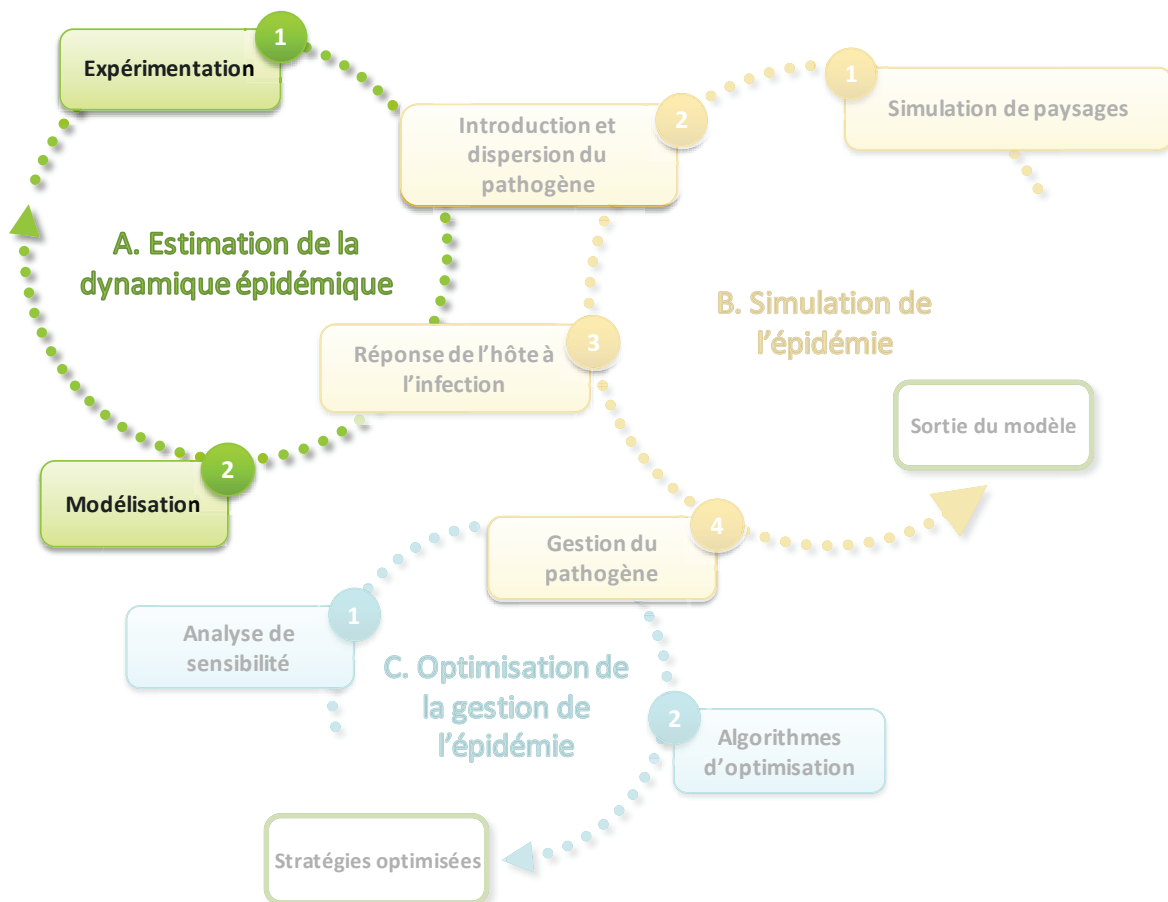 1
Expérimentation
Introduction et
dispersion du
pathogène
2
1
Simulation de paysages
A. Estimation de la
dynamique épidémique
B. Simulation de
l'épidémie
Réponse de l'hôte à
l'infection
3
Sortie du modèle
2
Modélisation
Gestion du
pathogène
4
1
Analyse de
sensibilité
C. Optimisation de
la gestion de
l'épidémie
2
Algorithmes
d'optimisation
Stratégies optimisées